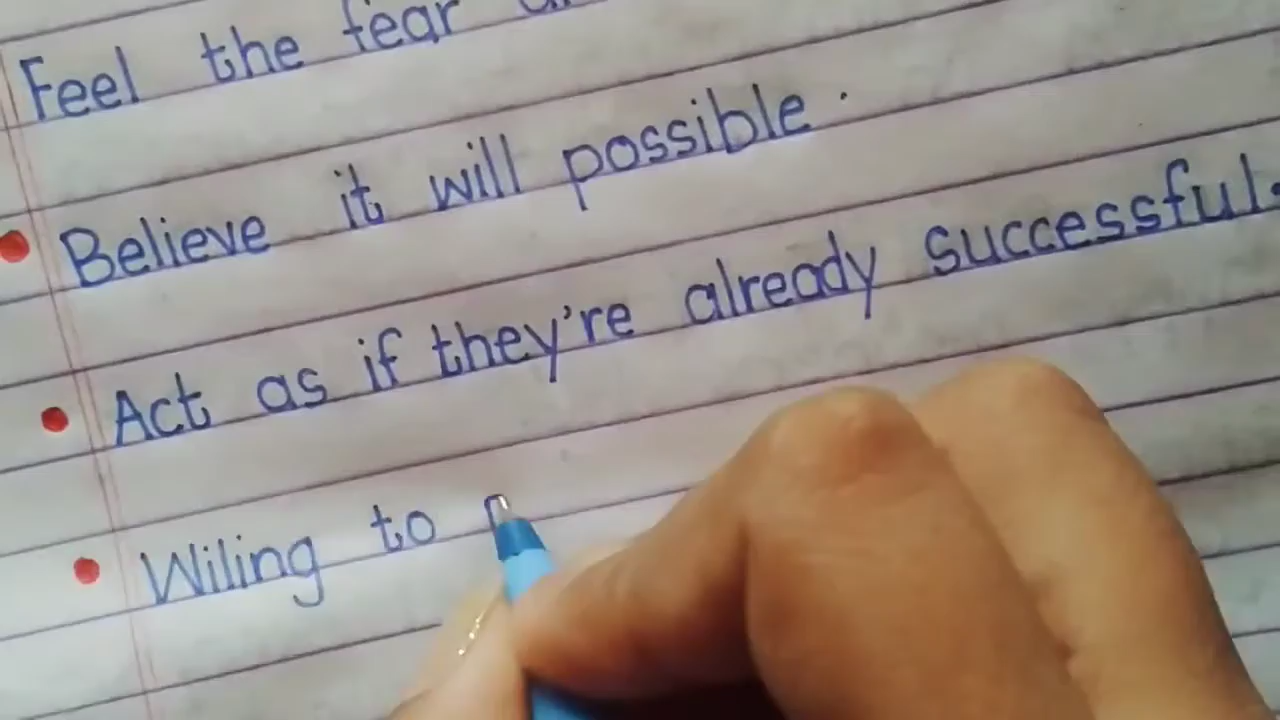 Feel the fear
Believe it will possible.
Act as if they're already successful.
Wiling to